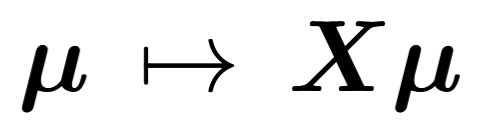 𝝁 ↦ 𝑿𝝁